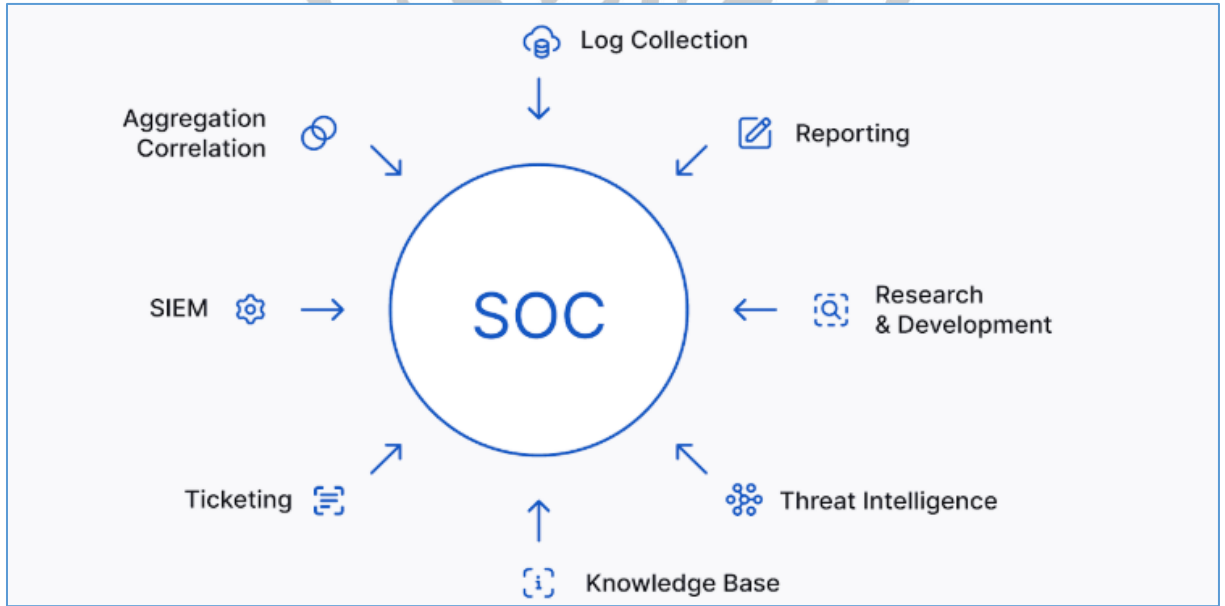 Log Collection
Aggregation
Correlation
Reporting
SIEM
SOC
Research
& Development
Ticketing
Threat Intelligence
Knowledge Base